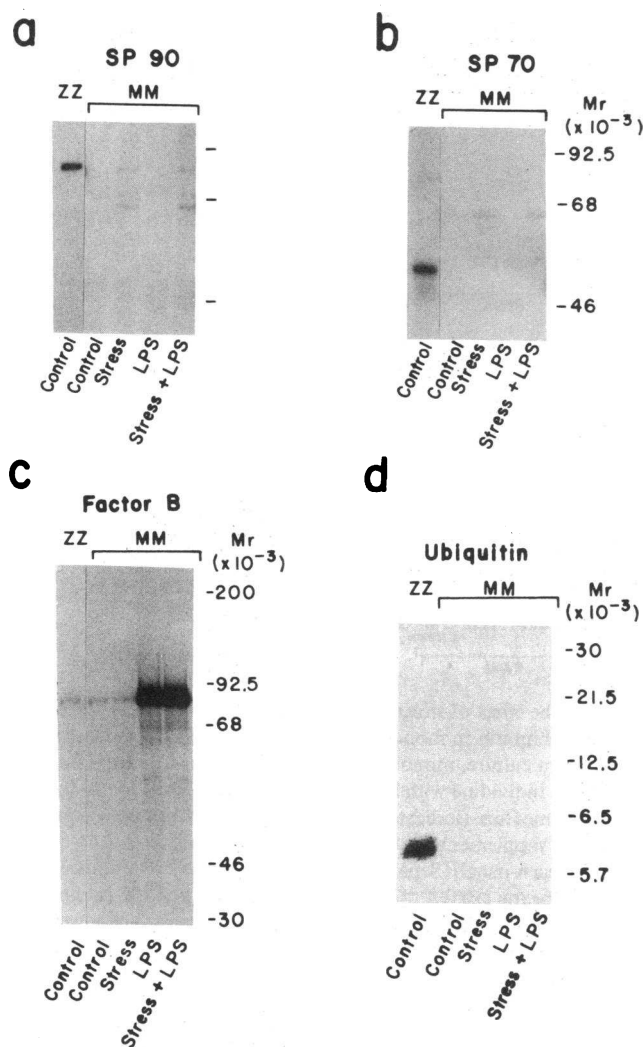 a
SP 90
ZZ MM
Control
Control
Stress
LPS
Stress + LPS
b
SP 70
ZZ MM Mr
(x 10⁻³)
-92.5
-68
-46
Control
Control
Stress
LPS
Stress + LPS
c
Factor B
ZZ MM Mr
(x 10⁻³)
-200
-92.5
-68
-46
-30
Control
Control
Stress
LPS
Stress + LPS
d
Ubiquitin
ZZ MM Mr
(x 10⁻³)
-30
-21.5
-12.5
-6.5
-5.7
Control
Control
Stress
LPS
Stress + LPS